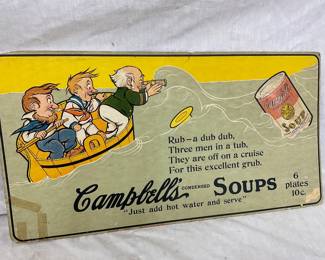 Campbell's
Soup
Rub-a dub dub,
Three men in a tub,
They are off on a cruise
For this excellent grub.
Campbell's CONDENSED SOUPS
6 plates 10c.
"Just add hot water and serve"